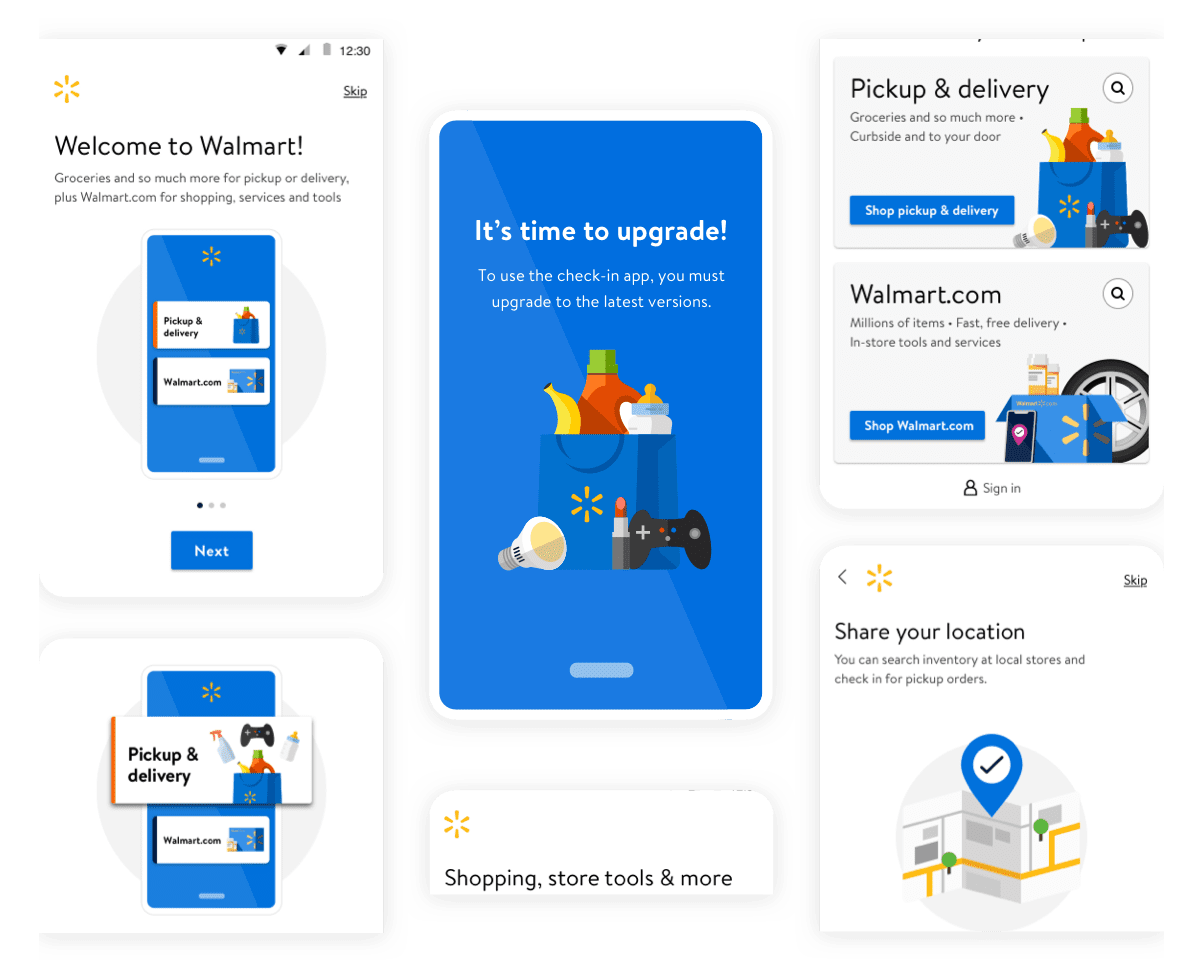 12:30
Skip
Welcome to Walmart!
Groceries and so much more for pickup or delivery,
plus Walmart.com for shopping, services and tools
Pickup &
delivery
Walmart.com
Next
Pickup &
delivery
Walmart.com
It's time to upgrade!
To use the check-in app, you must
upgrade to the latest versions.
Shopping, store tools & more
Pickup & delivery
Groceries and so much more •
Curbside and to your door
Shop pickup & delivery
Walmart.com
Millions of items • Fast, free delivery •
In-store tools and services
Walmart.com
Shop Walmart.com
Sign in
Skip
Share your location
You can search inventory at local stores and
check in for pickup orders.